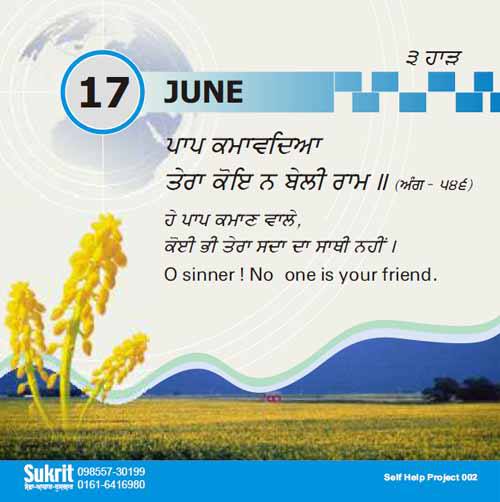 ੩ ਹਾੜ
17 JUNE
ਪਾਪ ਕਮਾਵਦਿਆ
ਤੇਰਾ ਕੋਇ ਨ ਬੇਲੀ ਰਾਮ ॥ (ਅੰਗ - ੫੪੬)
ਹੇ ਪਾਪ ਕਮਾਣ ਵਾਲੇ,
ਕੋਈ ਭੀ ਤੇਰਾ ਸਦਾ ਦਾ ਸਾਥੀ ਨਹੀਂ ।
O sinner ! No one is your friend.
Sukrit 098557-30199
0161-6416980
Self Help Project 002